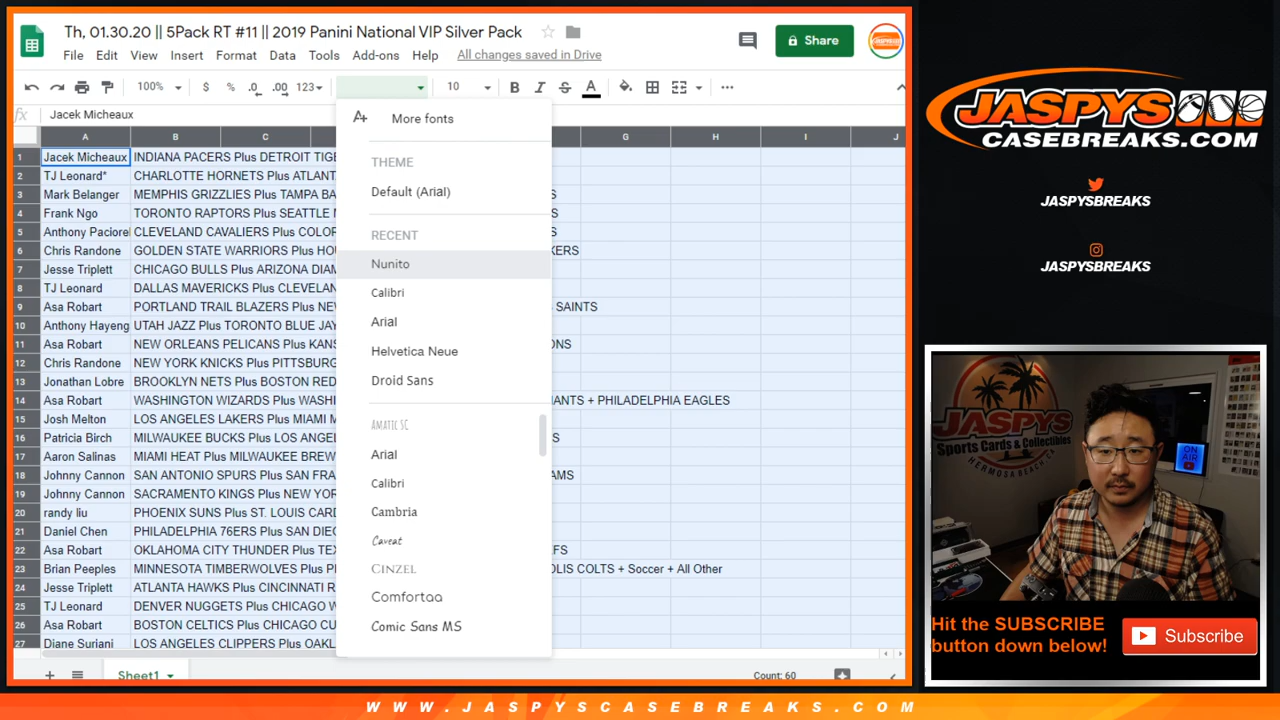 Th, 01.30.20 || 5Pack RT #11 || 2019 Panini National VIP Silver Pack
File Edit View Insert Format Data Tools Add-ons Help All changes saved in Drive
Share
100% $ % .0 .00 123 10 B I S A
fx Jacek Micheaux
A B C G H I J
1 Jacek Micheaux INDIANA PACERS Plus DETROIT TIGE
2 TJ Leonard* CHARLOTTE HORNETS Plus ATLANT
3 Mark Belanger MEMPHIS GRIZZLIES Plus TAMPA BA S
4 Frank Ngo TORONTO RAPTORS Plus SEATTLE M S
5 Anthony Paciorel CLEVELAND CAVALIERS Plus COLOR
6 Chris Randone GOLDEN STATE WARRIORS Plus HOU KERS
7 Jesse Triplett CHICAGO BULLS Plus ARIZONA DIAM
8 TJ Leonard DALLAS MAVERICKS Plus CLEVELAN
9 Asa Robart PORTLAND TRAIL BLAZERS Plus NEW SAINTS
10 Anthony Hayeng UTAH JAZZ Plus TORONTO BLUE JAY
11 Asa Robart NEW ORLEANS PELICANS Plus KANS ONS
12 Chris Randone NEW YORK KNICKS Plus PITTSBURG
13 Jonathan Lobre BROOKLYN NETS Plus BOSTON RED
14 Asa Robart WASHINGTON WIZARDS Plus WASHI IANTS + PHILADELPHIA EAGLES
15 Josh Melton LOS ANGELES LAKERS Plus MIAMI M
16 Patricia Birch MILWAUKEE BUCKS Plus LOS ANGEL S
17 Aaron Salinas MIAMI HEAT Plus MILWAUKEE BREW
18 Johnny Cannon SAN ANTONIO SPURS Plus SAN FRA AMS
19 Johnny Cannon SACRAMENTO KINGS Plus NEW YOR
20 randy liu PHOENIX SUNS Plus ST. LOUIS CARD
21 Daniel Chen PHILADELPHIA 76ERS Plus SAN DIEG
22 Asa Robart OKLAHOMA CITY THUNDER Plus TEX EFS
23 Brian Peeples MINNESOTA TIMBERWOLVES Plus PH OLIS COLTS + Soccer + All Other
24 Jesse Triplett ATLANTA HAWKS Plus CINCINNATI R
25 TJ Leonard DENVER NUGGETS Plus CHICAGO W
26 Asa Robart BOSTON CELTICS Plus CHICAGO CU
27 Diane Suriani LOS ANGELES CLIPPERS Plus OAKL
More fonts
THEME
Default (Arial)
RECENT
Nunito
Calibri
Arial
Helvetica Neue
Droid Sans
AMATIC SC
Arial
Calibri
Cambria
Caveat
CINZEL
Comfortaa
Comic Sans MS
Sheet1
Count: 60
JASPYS
CASEBREAKS.COM
JASPYSBREAKS
JASPYSBREAKS
JASPYS
Sports Cards & Collectibles
HERMOSA BEACH, CA
ON AIR
Hit the SUBSCRIBE
button down below!
Subscribe
WWW.JASPYSCASEBREAKS.COM